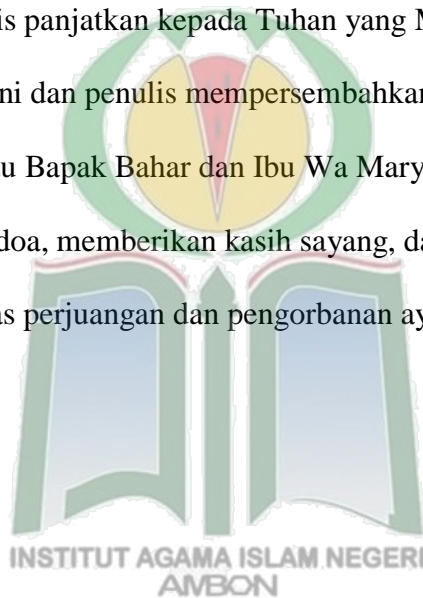 is panjatkan kepada Tuhan yang M
ni dan penulis mempersembahkan
u Bapak Bahar dan Ibu Wa Mary
doa, memberikan kasih sayang, da
as perjuangan dan pengorbanan ay
INSTITUT AGAMA ISLAM NEGERI
AMBON